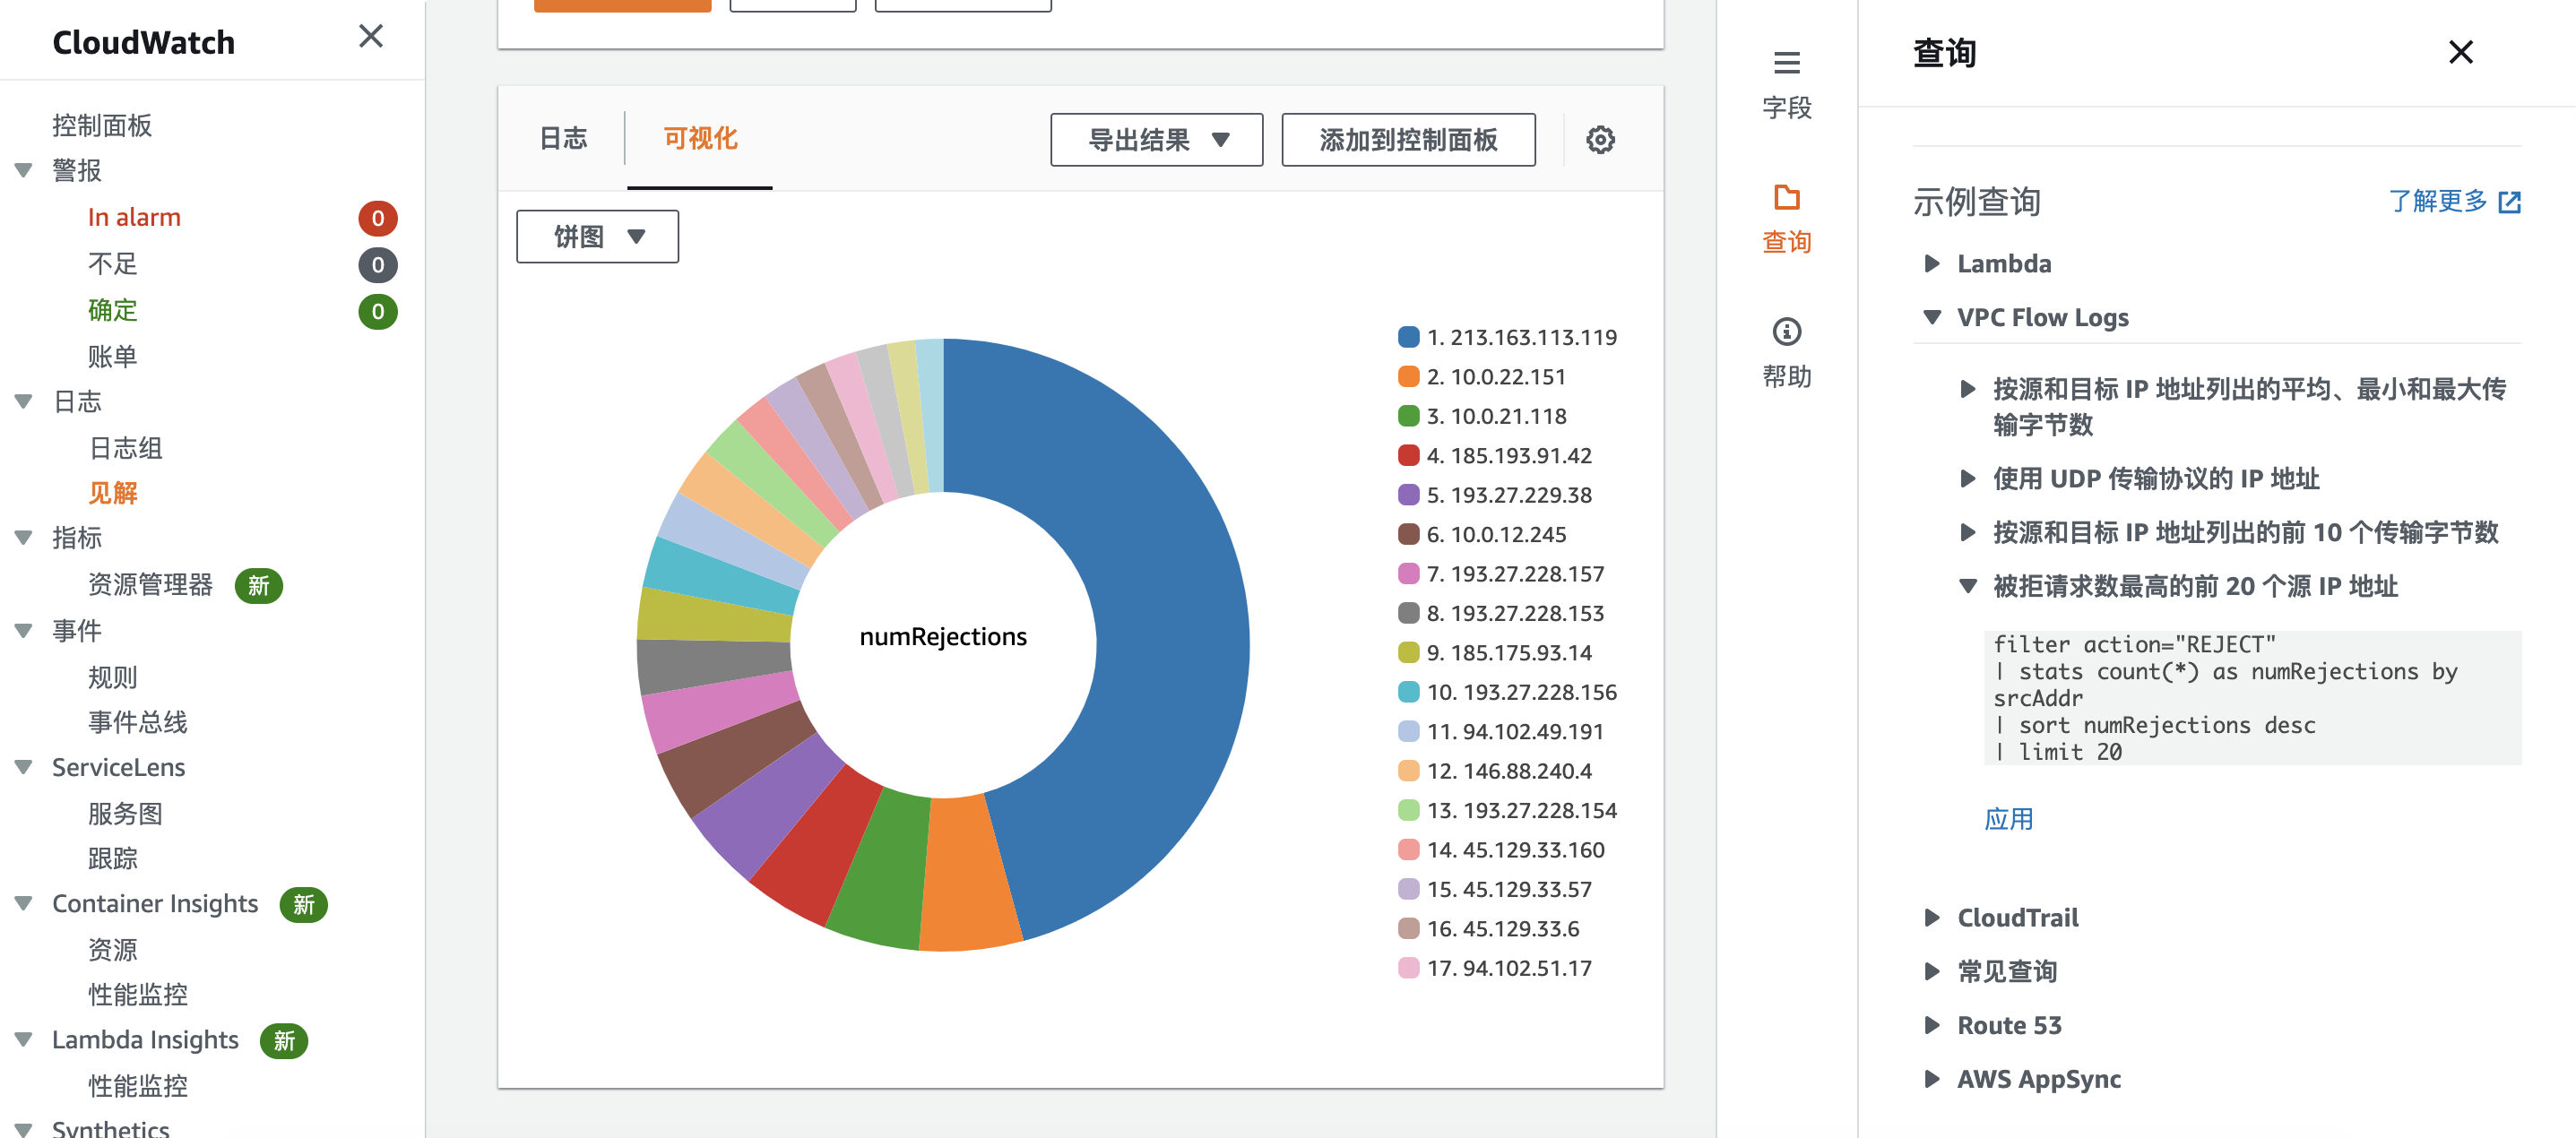 CloudWatch
控制面板
警报
In alarm 0
不足 0
确定 0
账单
日志
日志组
见解
指标
资源管理器 新
事件
规则
事件总线
ServiceLens
服务图
跟踪
Container Insights 新
资源
性能监控
Lambda Insights 新
性能监控
Synthetics
日志
可视化
导出结果
添加到控制面板
饼图
numRejections
1. 213.163.113.119
2. 10.0.22.151
3. 10.0.21.118
4. 185.193.91.42
5. 193.27.229.38
6. 10.0.12.245
7. 193.27.228.157
8. 193.27.228.153
9. 185.175.93.14
10. 193.27.228.156
11. 94.102.49.191
12. 146.88.240.4
13. 193.27.228.154
14. 45.129.33.160
15. 45.129.33.57
16. 45.129.33.6
17. 94.102.51.17
字段
查询
帮助
查询
示例查询
了解更多
Lambda
VPC Flow Logs
按源和目标 IP 地址列出的平均、最小和最大传
输字节数
使用 UDP 传输协议的 IP 地址
按源和目标 IP 地址列出的前 10 个传输字节数
被拒请求数最高的前 20 个源 IP 地址
filter action="REJECT"
| stats count(*) as numRejections by
srcAddr
| sort numRejections desc
| limit 20
应用
CloudTrail
常见查询
Route 53
AWS AppSync